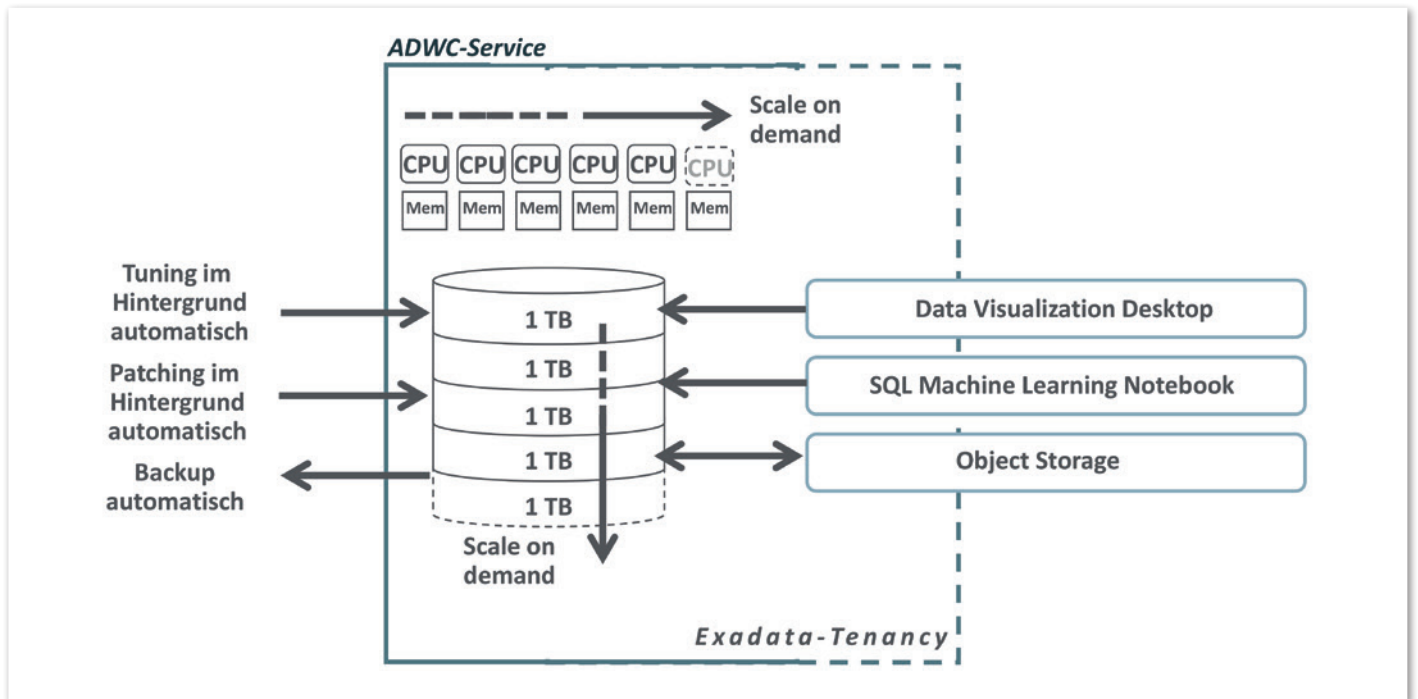 ADWC-Service
Scale on
demand
CPU CPU CPU CPU CPU CPU
Mem Mem Mem Mem Mem Mem
Tuning im
Hintergrund
automatisch
Patching im
Hintergrund
automatisch
Backup
automatisch
1 TB
1 TB
1 TB
1 TB
1 TB
Scale on
demand
Data Visualization Desktop
SQL Machine Learning Notebook
Object Storage
Exadata-Tenancy